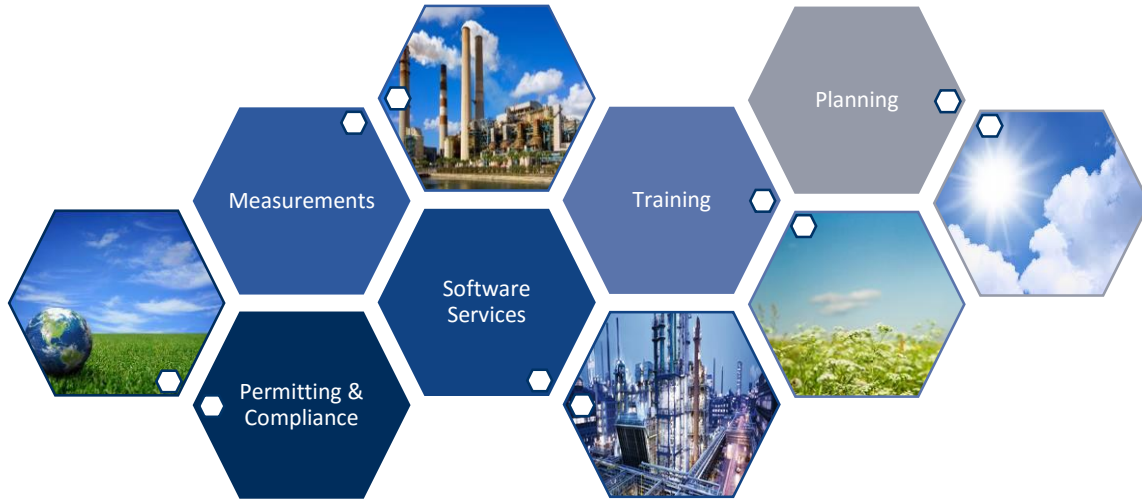 Planning
Measurements
Training
Software
Services
Permitting &
Compliance